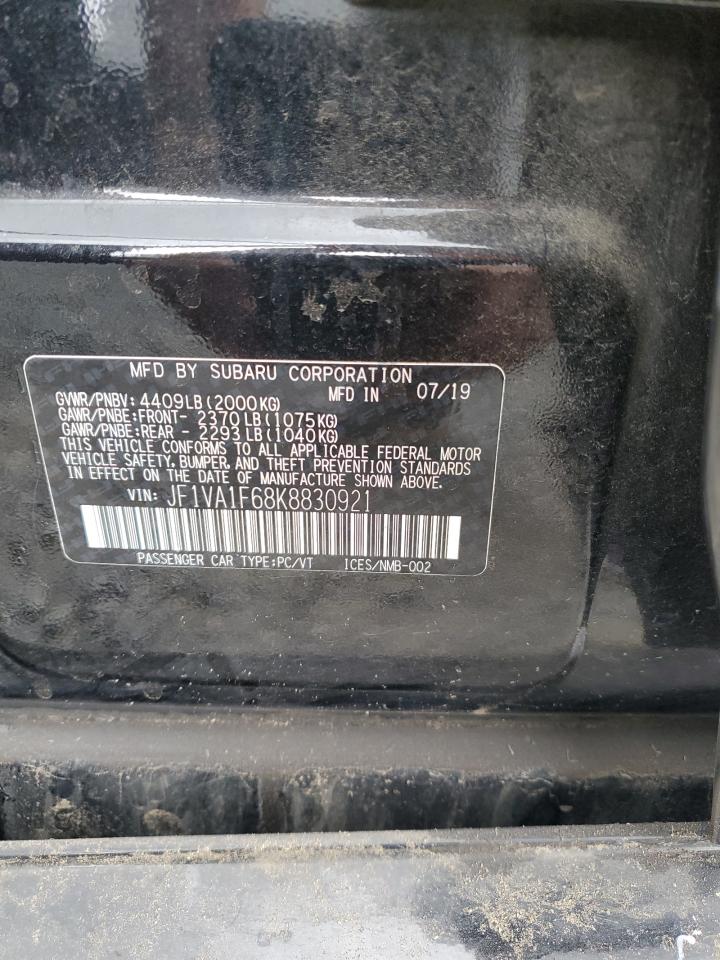 MFD BY SUBARU CORPORATION
GVWR/PNBV: 4409LB(2000KG) MFD IN 07/19
GAWR/PNBE:FRONT- 2370LB(1075KG)
GAWR/PNBE:REAR - 2293LB(1040KG)
THIS VEHICLE CONFORMS TO ALL APPLICABLE FEDERAL MOTOR
VEHICLE SAFETY, BUMPER, AND THEFT PREVENTION STANDARDS
IN EFFECT ON THE DATE OF MANUFACTURE SHOWN ABOVE.
VIN: JF1VA1F68K8830921
PASSENGER CAR TYPE:PC/VT ICES/NMB-002